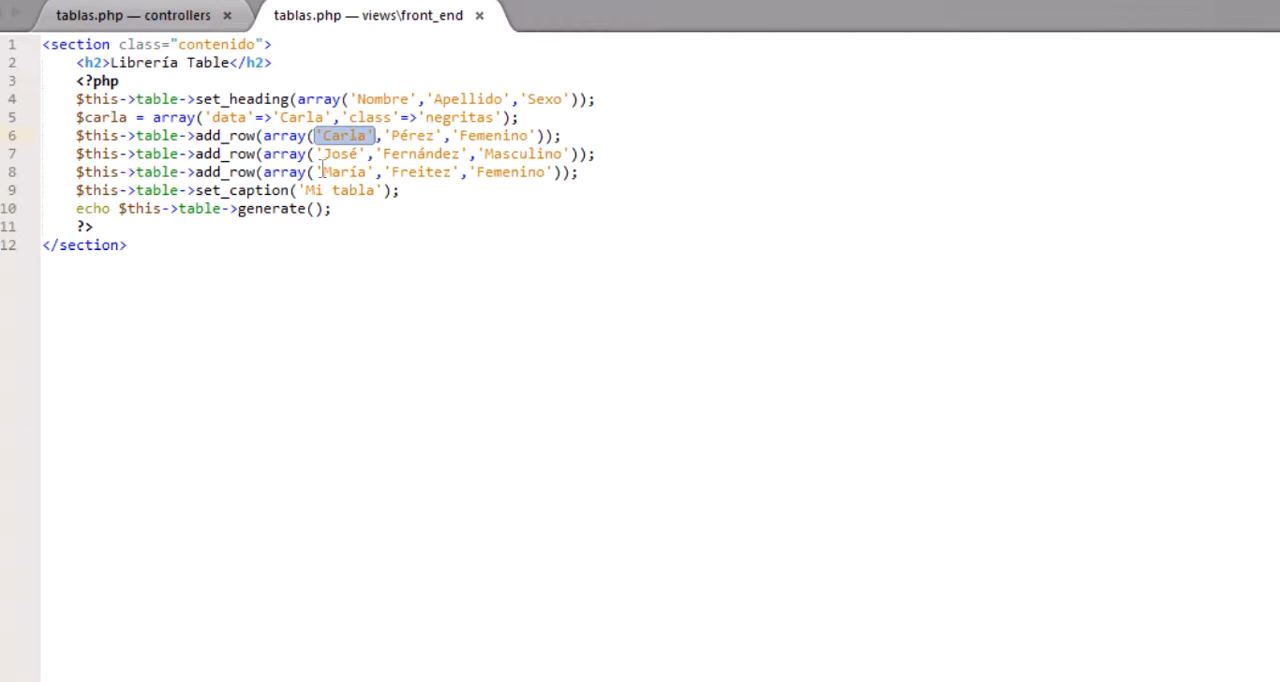 tablas.php — controllers × tablas.php — views\front_end ×
1 <section class="contenido">
2 <h2>Librería Table</h2>
3 <?php
4 $this->table->set_heading(array('Nombre','Apellido','Sexo'));
5 $carla = array('data'=>'Carla','class'=>'negritas');
6 $this->table->add_row(array('Carla','Pérez','Femenino'));
7 $this->table->add_row(array('José','Fernández','Masculino'));
8 $this->table->add_row(array('María','Freitez','Femenino'));
9 $this->table->set_caption('Mi tabla');
10 echo $this->table->generate();
11 ?>
12 </section>